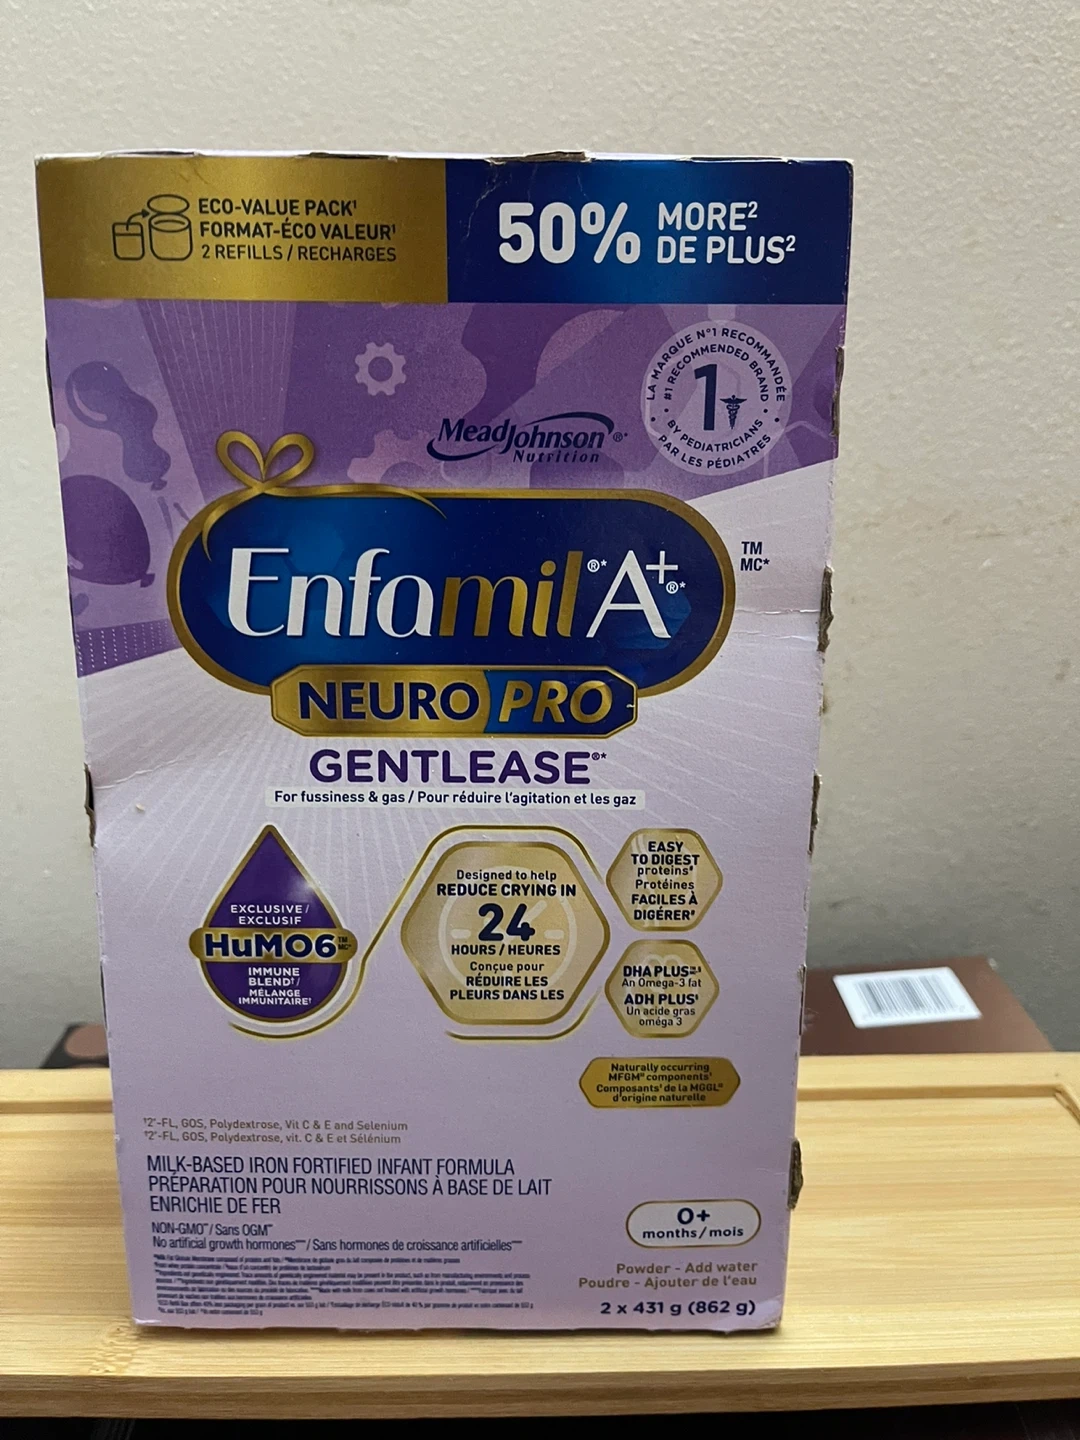 ECO-VALUE PACK¹
FORMAT-ÉCO VALEUR¹
2 REFILLS / RECHARGES
50% MORE²
DE PLUS²
LA MARQUE N°1 RECOMMANDÉE
#1 RECOMMENDED BRAND
1
BY PEDIATRICIANS
PAR LES PÉDIATRES
MeadJohnson®*
Nutrition
Enfamil®* A+®*
TM
MC*
NEUROPRO
GENTLEASE®*
For fussiness & gas / Pour réduire l'agitation et les gaz
EXCLUSIVE /
EXCLUSIF
HuMO6 TM
MC*
IMMUNE
BLEND† /
MÉLANGE
IMMUNITAIRE†
Designed to help
REDUCE CRYING IN
24
HOURS / HEURES
Conçue pour
RÉDUIRE LES
PLEURS DANS LES
EASY
TO DIGEST
proteins
Protéines
FACILES À
DIGÉRER
DHA PLUS
An Omega-3 fat
ADH PLUS
Un acide gras
oméga 3
Naturally occurring
MFGM components
Composants de la MGGL
d'origine naturelle
†2'-FL, GOS, Polydextrose, Vit C & E and Selenium
†2'-FL, GOS, Polydextrose, vit. C & E et Sélénium
MILK-BASED IRON FORTIFIED INFANT FORMULA
PRÉPARATION POUR NOURRISSONS À BASE DE LAIT
ENRICHIE DE FER
NON-GMO / Sans OGM
No artificial growth hormones / Sans hormones de croissance artificielles
0+
months / mois
Powder - Add water
Poudre - Ajouter de l'eau
2 x 431 g (862 g)